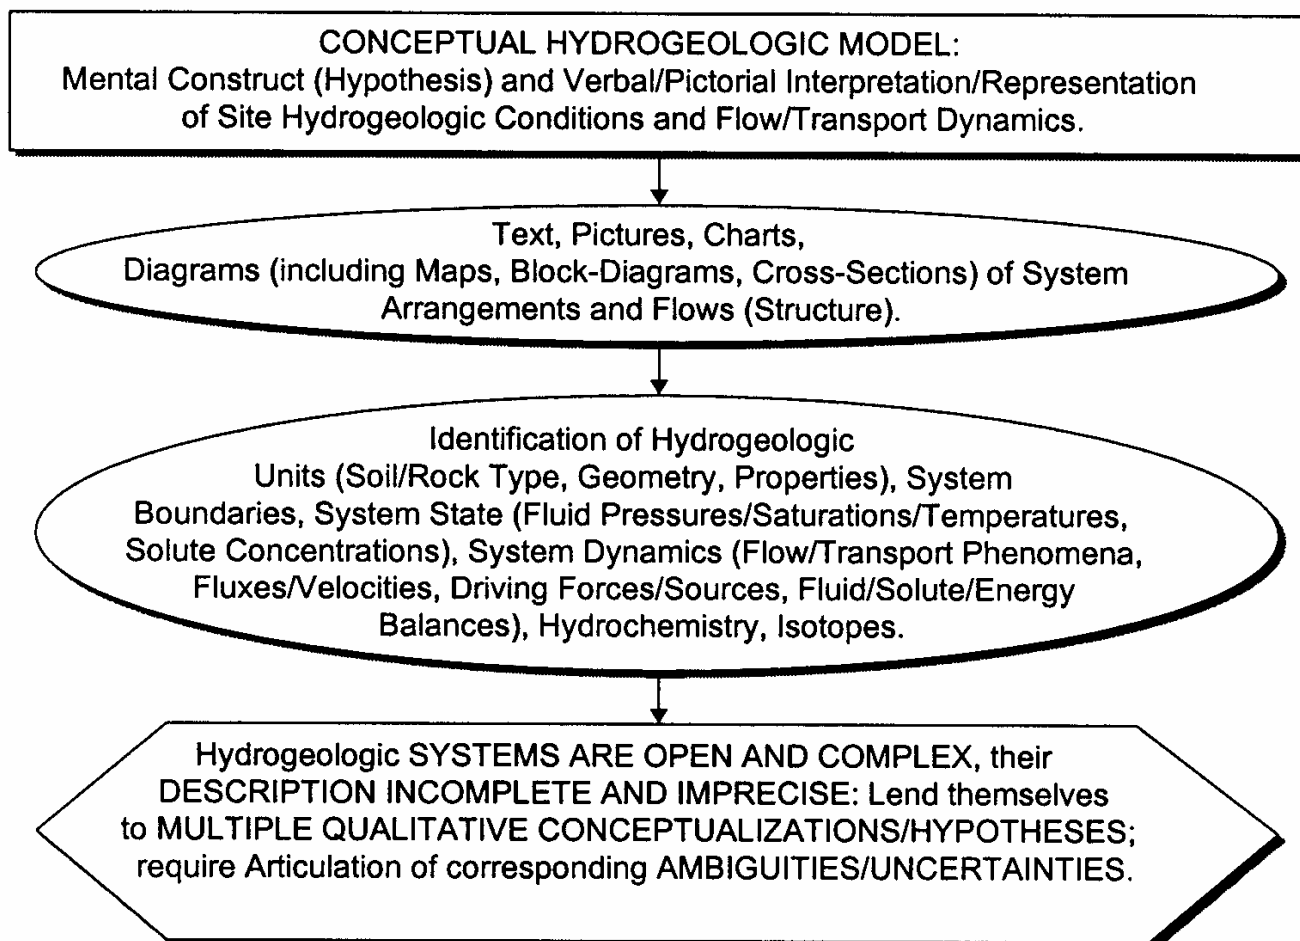 CONCEPTUAL HYDROGEOLOGIC MODEL:
Mental Construct (Hypothesis) and Verbal/Pictorial Interpretation/Representation
of Site Hydrogeologic Conditions and Flow/Transport Dynamics.
Text, Pictures, Charts,
Diagrams (including Maps, Block-Diagrams, Cross-Sections) of System
Arrangements and Flows (Structure).
Identification of Hydrogeologic
Units (Soil/Rock Type, Geometry, Properties), System
Boundaries, System State (Fluid Pressures/Saturations/Temperatures,
Solute Concentrations), System Dynamics (Flow/Transport Phenomena,
Fluxes/Velocities, Driving Forces/Sources, Fluid/Solute/Energy
Balances), Hydrochemistry, Isotopes.
Hydrogeologic SYSTEMS ARE OPEN AND COMPLEX, their
DESCRIPTION INCOMPLETE AND IMPRECISE: Lend themselves
to MULTIPLE QUALITATIVE CONCEPTUALIZATIONS/HYPOTHESES;
require Articulation of corresponding AMBIGUITIES/UNCERTAINTIES.